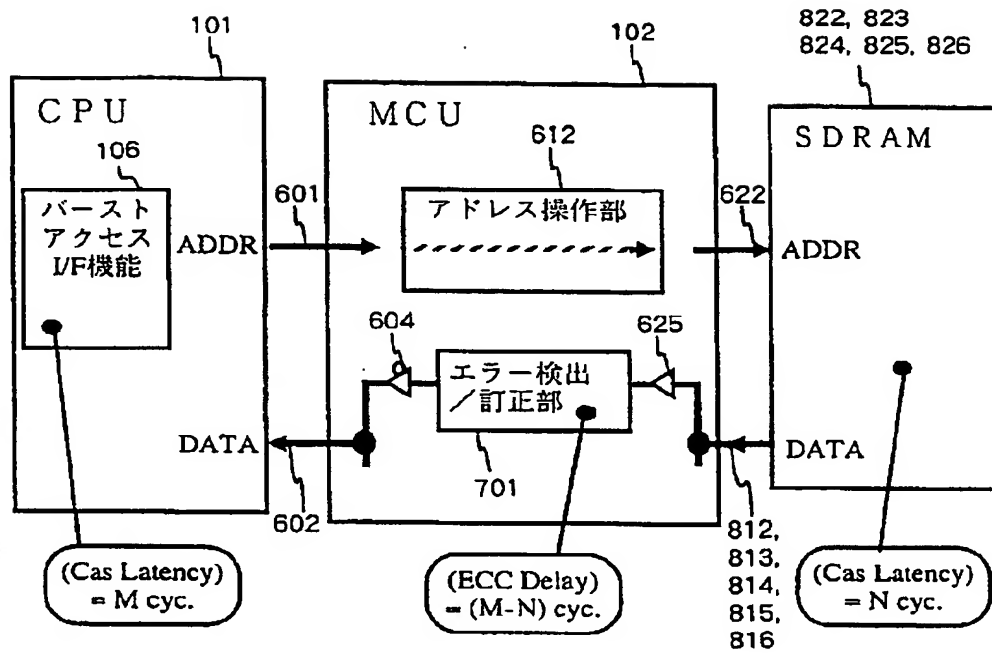 101
102
822, 823
824, 825, 826
CPU
MCU
SDRAM
106
612
バースト
アクセス
I/F機能
ADDR
601
アドレス操作部
622
ADDR
604
625
エラー検出
／訂正部
DATA
602
701
DATA
812,
813,
814,
815,
816
(Cas Latency)
= M cyc.
(ECC Delay)
= (M-N) cyc.
(Cas Latency)
= N cyc.